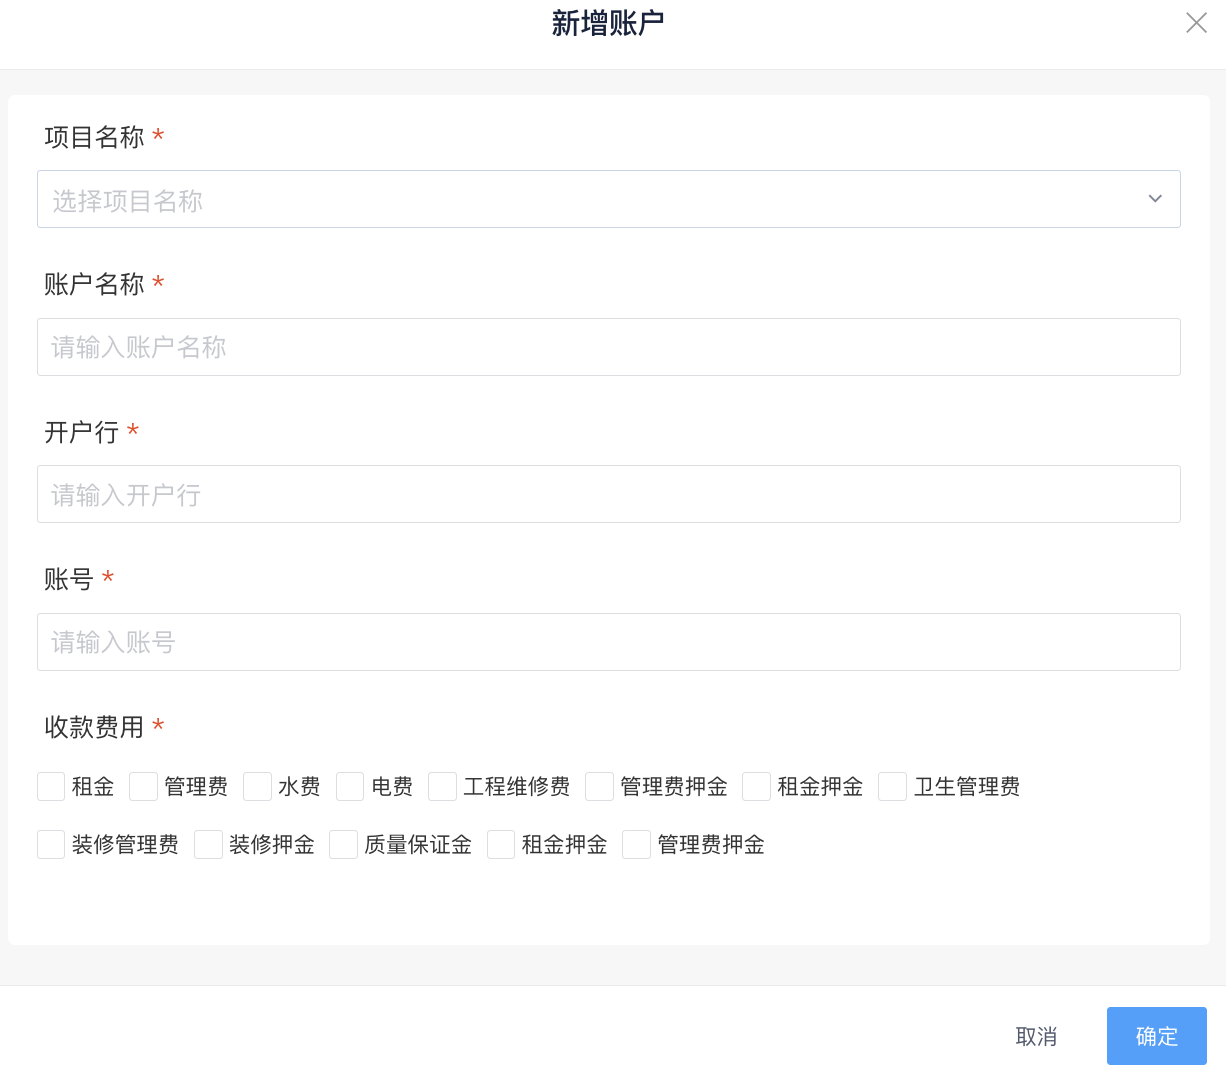 新增账户
项目名称 *
选择项目名称
账户名称 *
请输入账户名称
开户行 *
请输入开户行
账号 *
请输入账号
收款费用 *
租金 管理费 水费 电费 工程维修费 管理费押金 租金押金 卫生管理费
装修管理费 装修押金 质量保证金 租金押金 管理费押金
取消 确定